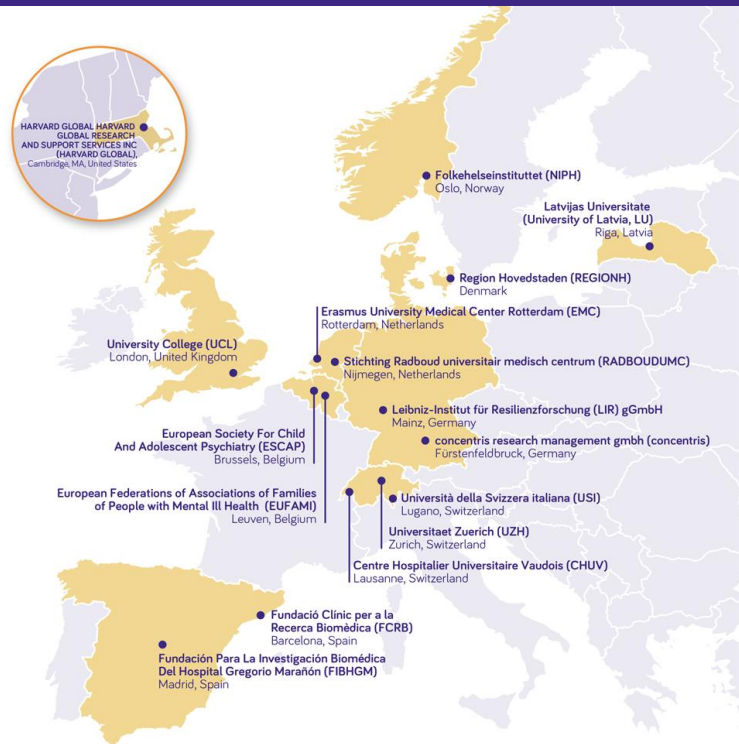 HARVARD GLOBAL HARVARD
GLOBAL RESEARCH
AND SUPPORT SERVICES INC
(HARVARD GLOBAL),
Cambridge, MA, United States
Folkehelseinstituttet (NIPH)
Oslo, Norway
Latvijas Universitate
(University of Latvia, LU)
Riga, Latvia
Region Hovedstaden (REGIONH)
Denmark
Erasmus University Medical Center Rotterdam (EMC)
Rotterdam, Netherlands
University College (UCL)
London, United Kingdom
Stichting Radboud universitair medisch centrum (RADBOUDUMC)
Nijmegen, Netherlands
Leibniz-Institut für Resilienzforschung (LIR) gGmbH
Mainz, Germany
European Society For Child
And Adolescent Psychiatry (ESCAP)
Brussels, Belgium
concentris research management gmbh (concentris)
Fürstenfeldbruck, Germany
European Federations of Associations of Families
of People with Mental Ill Health (EUFAMI)
Leuven, Belgium
Università della Svizzera italiana (USI)
Lugano, Switzerland
Universitaet Zuerich (UZH)
Zurich, Switzerland
Centre Hospitalier Universitaire Vaudois (CHUV)
Lausanne, Switzerland
Fundació Clínic per a la
Recerca Biomèdica (FCRB)
Barcelona, Spain
Fundación Para La Investigación Biomédica
Del Hospital Gregorio Marañón (FIBHGM)
Madrid, Spain